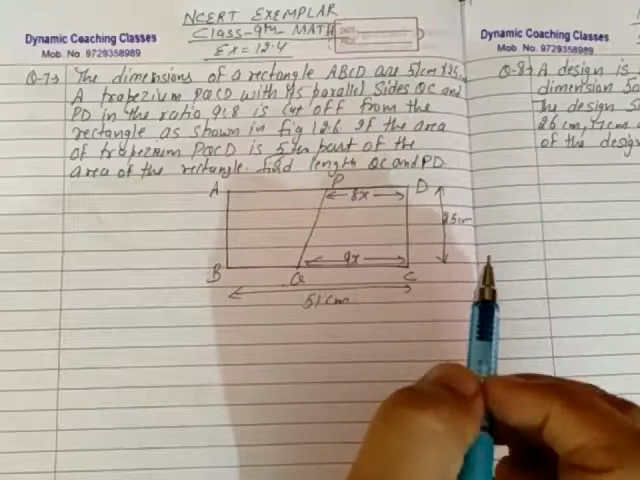 NCERT EXEMPLAR
Class-9th MATH
Ex=12.4
DATE
PAGE
Dynamic Coaching Classes
Mob. No. 9729358989
Q-7→ The dimensions of a rectangle ABCD are 51cm
A trapezium PQCD with its parallel sides QC and
PD in the ratio 9:8 is cut off from the
rectangle as shown in fig 12.6 If the area
of trapezium PQCD is 5/6th part of the
area of the rectangle. find length QC and PD.
A P D
8x
25cm
9x
B Q C
51cm
Dynamic Coaching Classes
Mob. No. 9729358989
Q-8→ A design is
dimension
The design
26cm, 17cm
of the design